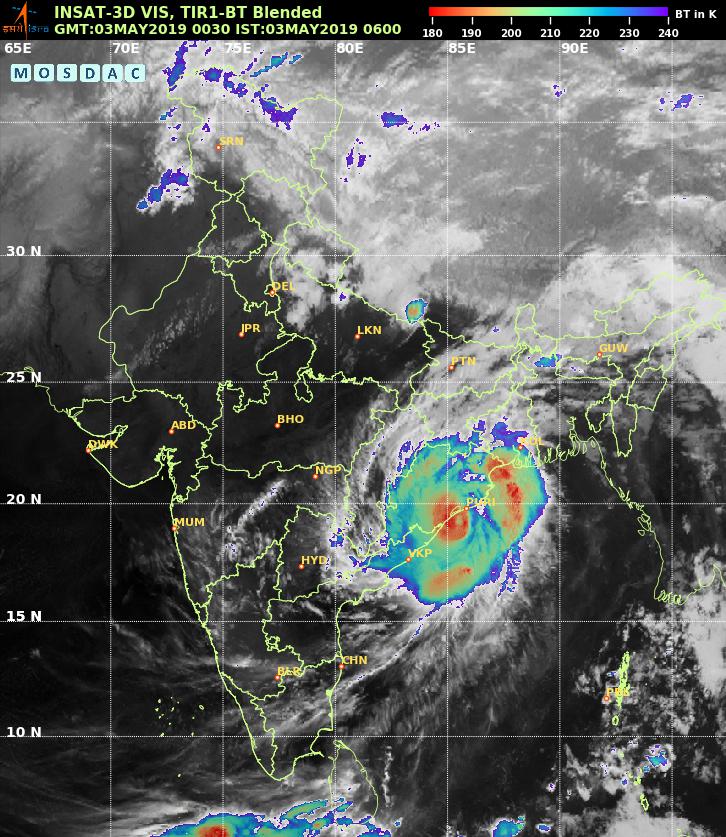 INSAT-3D VIS, TIR1-BT Blended
GMT:03MAY2019 0030 IST:03MAY2019 0600
BT in K
180 190 200 210 220 230 240
65E 70E 75E 80E 85E 90E
MOSDAC
SRN
30 N
DEL
JPR LKN
GUW
PTN
25 N
ABD BHO
DWK KOL
NGP
20 N
PURI
MUM
VKP
HYD
15 N
CHN
BLR
10 N